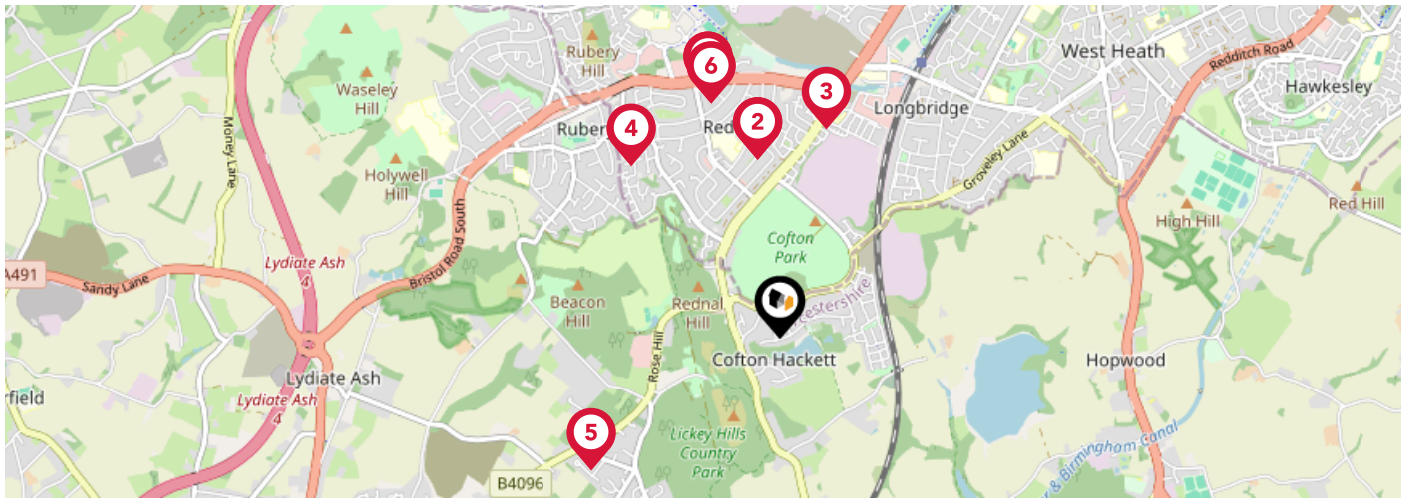 Rubery
Hill
West Heath
Redditch Road
Hawkesley
Waseley
Hill
6
3
Longbridge
2
4
Ruber
Red
Money Lane
Holywell
Hill
Groveley Lane
High Hill
Red Hill
Bristol Road South
Cofton
Park
A491
Sandy Lane
Lydiate Ash
4
Beacon
Hill
Rednal
Hill
cestershire
Rose Hill
Cofton Hackett
Hopwood
Lydiate Ash
rfield
Lydiate Ash
4
5
Lickey Hills
Country
Park
B4096
r & Birmingham Canal